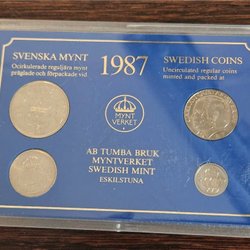 SVENSKA MYNT
Ocirkulerade reguljära mynt
präglade och förpackade vid
1987
SWEDISH COINS
Uncirculated regular coins
minted and packed at
MYNT
VERKET
AB TUMBA BRUK
MYNTVERKET
SWEDISH MINT
ESKILSTUNA